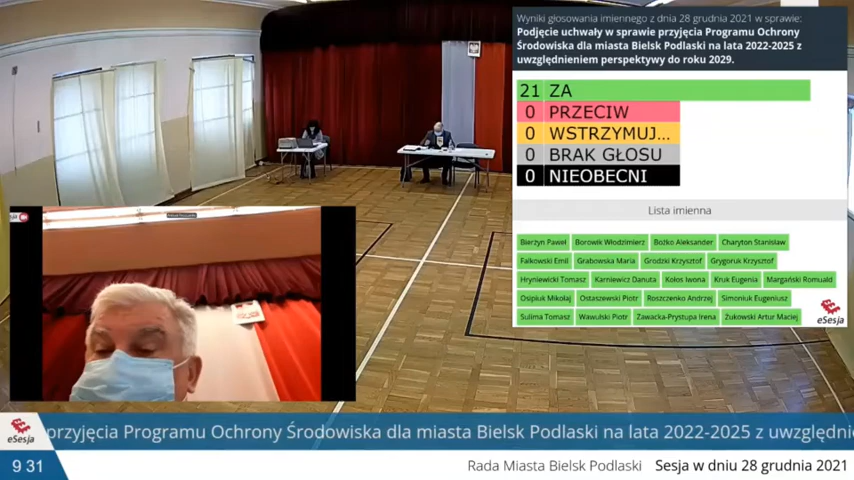 Wyniki głosowania imiennego z dnia 28 grudnia 2021 w sprawie:
Podjęcie uchwały w sprawie przyjęcia Programu Ochrony
Środowiska dla miasta Bielsk Podlaski na lata 2022-2025 z
uwzględnieniem perspektywy do roku 2029.
21 ZA
0 PRZECIW
0 WSTRZYMUJ...
0 BRAK GŁOSU
0 NIEOBECNI
Lista imienna
Bierzyn Paweł Borowik Włodzimierz Bożko Aleksander Charyton Stanisław
Falkowski Emil Grabowska Maria Grodzki Krzysztof Grygoruk Krzysztof
Hryniewicki Tomasz Karniewicz Danuta Kołos Iwona Kruk Eugenia Margański Romuald
Osipiuk Mikołaj Ostaszewski Piotr Roszczenko Andrzej Simoniuk Eugeniusz
Sulima Tomasz Wawulski Piotr Zawacka-Prystupa Irena Żukowski Artur Maciej
eSesja
eSesja
przyjęcia Programu Ochrony Środowiska dla miasta Bielsk Podlaski na lata 2022-2025 z uwzględnie
9 31
Rada Miasta Bielsk Podlaski Sesja w dniu 28 grudnia 2021